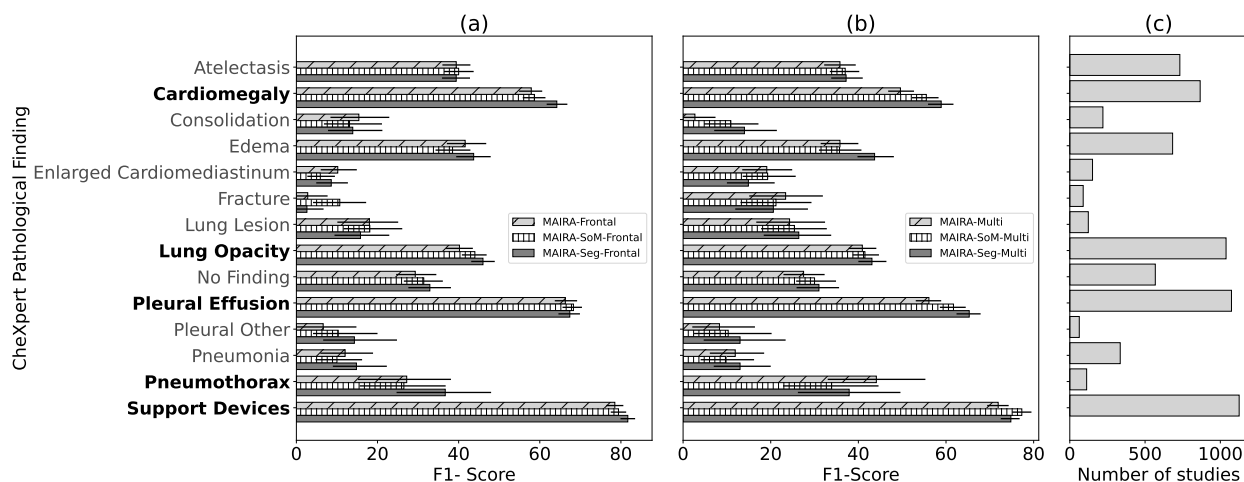 (a)
(b)
(c)
CheXpert Pathological Finding
Atelectasis
Cardiomegaly
Consolidation
Edema
Enlarged Cardiomediastinum
Fracture
Lung Lesion
Lung Opacity
No Finding
Pleural Effusion
Pleural Other
Pneumonia
Pneumothorax
Support Devices
MAIRA-Frontal
MAIRA-SoM-Frontal
MAIRA-Seg-Frontal
0 20 40 60 80
F1- Score
MAIRA-Multi
MAIRA-SoM-Multi
MAIRA-Seg-Multi
0 20 40 60 80
F1-Score
0 500 1000
Number of studies